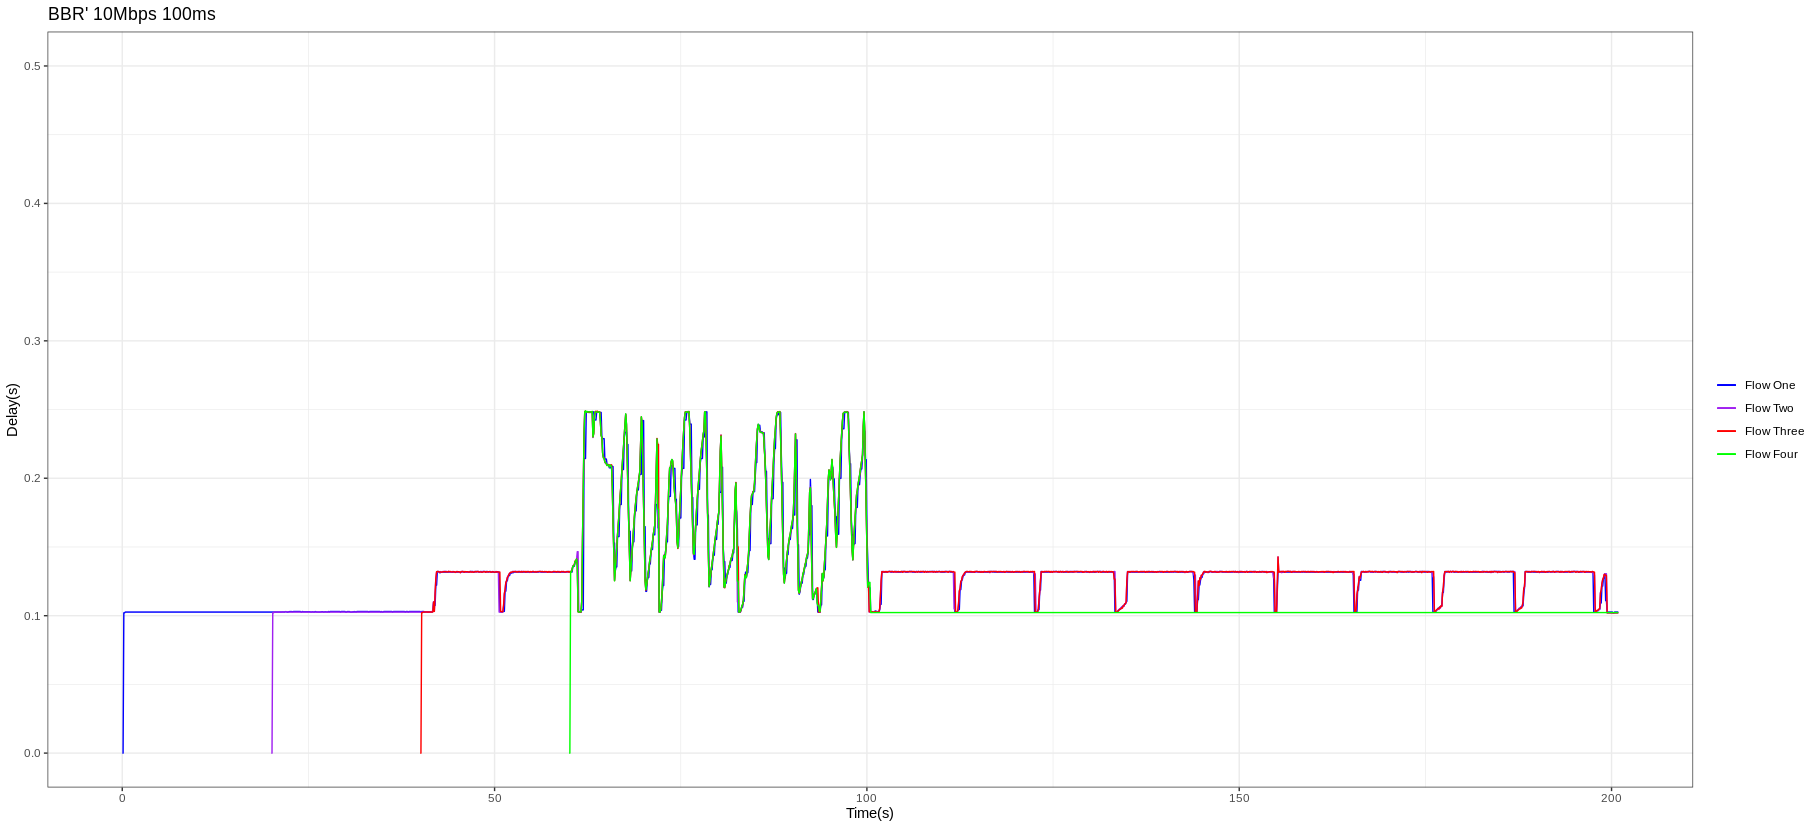 BBR' 10Mbps 100ms
0.5
0.4
0.3
0.2
0.1
0.0
Delay(s)
0 50 100 150 200
Time(s)
Flow One
Flow Two
Flow Three
Flow Four